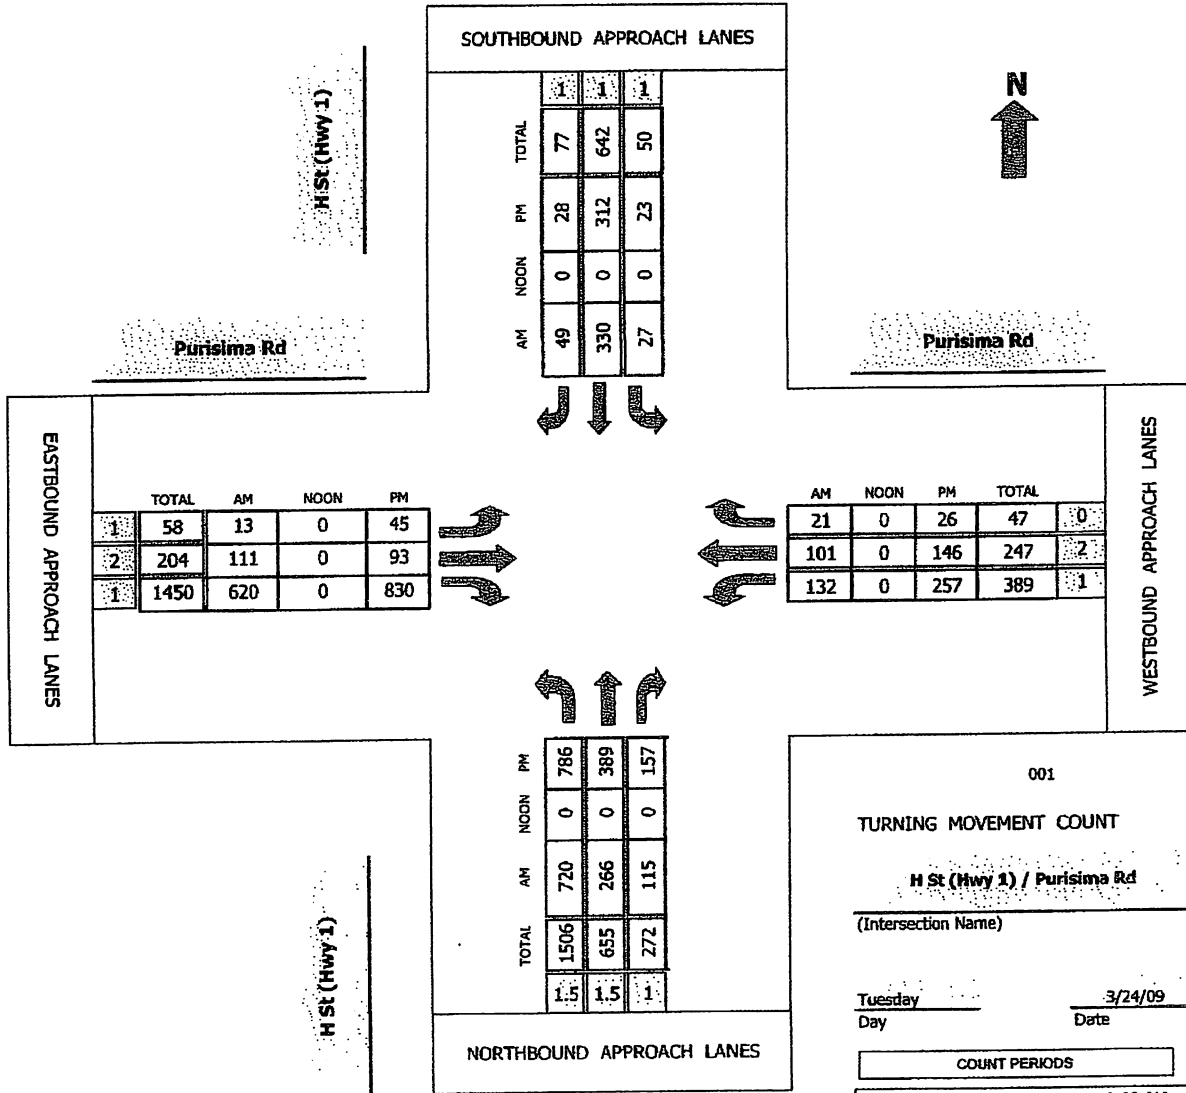 SOUTHBOUND APPROACH LANES
1 1 1
TOTAL 77 642 50
PM 28 312 23
NOON 0 0 0
AM 49 330 27
H St (Hwy 1)
N
Purisima Rd
Purisima Rd
EASTBOUND APPROACH LANES
TOTAL AM NOON PM
1 58 13 0 45
2 204 111 0 93
1 1450 620 0 830
AM NOON PM TOTAL
21 0 26 47 0
101 0 146 247 2
132 0 257 389 1
WESTBOUND APPROACH LANES
PM 786 389 157
NOON 0 0 0
AM 720 266 115
TOTAL 1506 655 272
1.5 1.5 1
NORTHBOUND APPROACH LANES
H St (Hwy 1)
001
TURNING MOVEMENT COUNT
H St (Hwy 1) / Purisima Rd
(Intersection Name)
Tuesday 3/24/09
Day Date
COUNT PERIODS